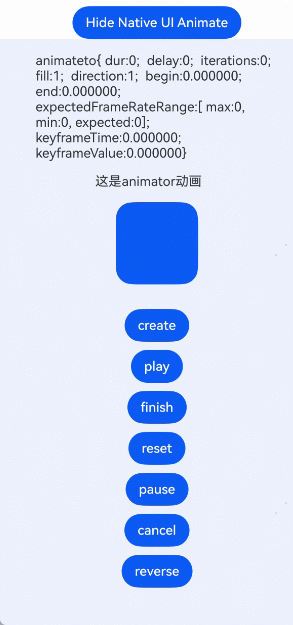 Hide Native UI Animate
animateto{ dur:0;  delay:0;  iterations:0;
fill:1;  direction:1;  begin:0.000000;
end:0.000000;
expectedFrameRateRange:[ max:0,
min:0, expected:0];
keyframeTime:0.000000;
keyframeValue:0.000000}
这是animator动画
create
play
finish
reset
pause
cancel
reverse